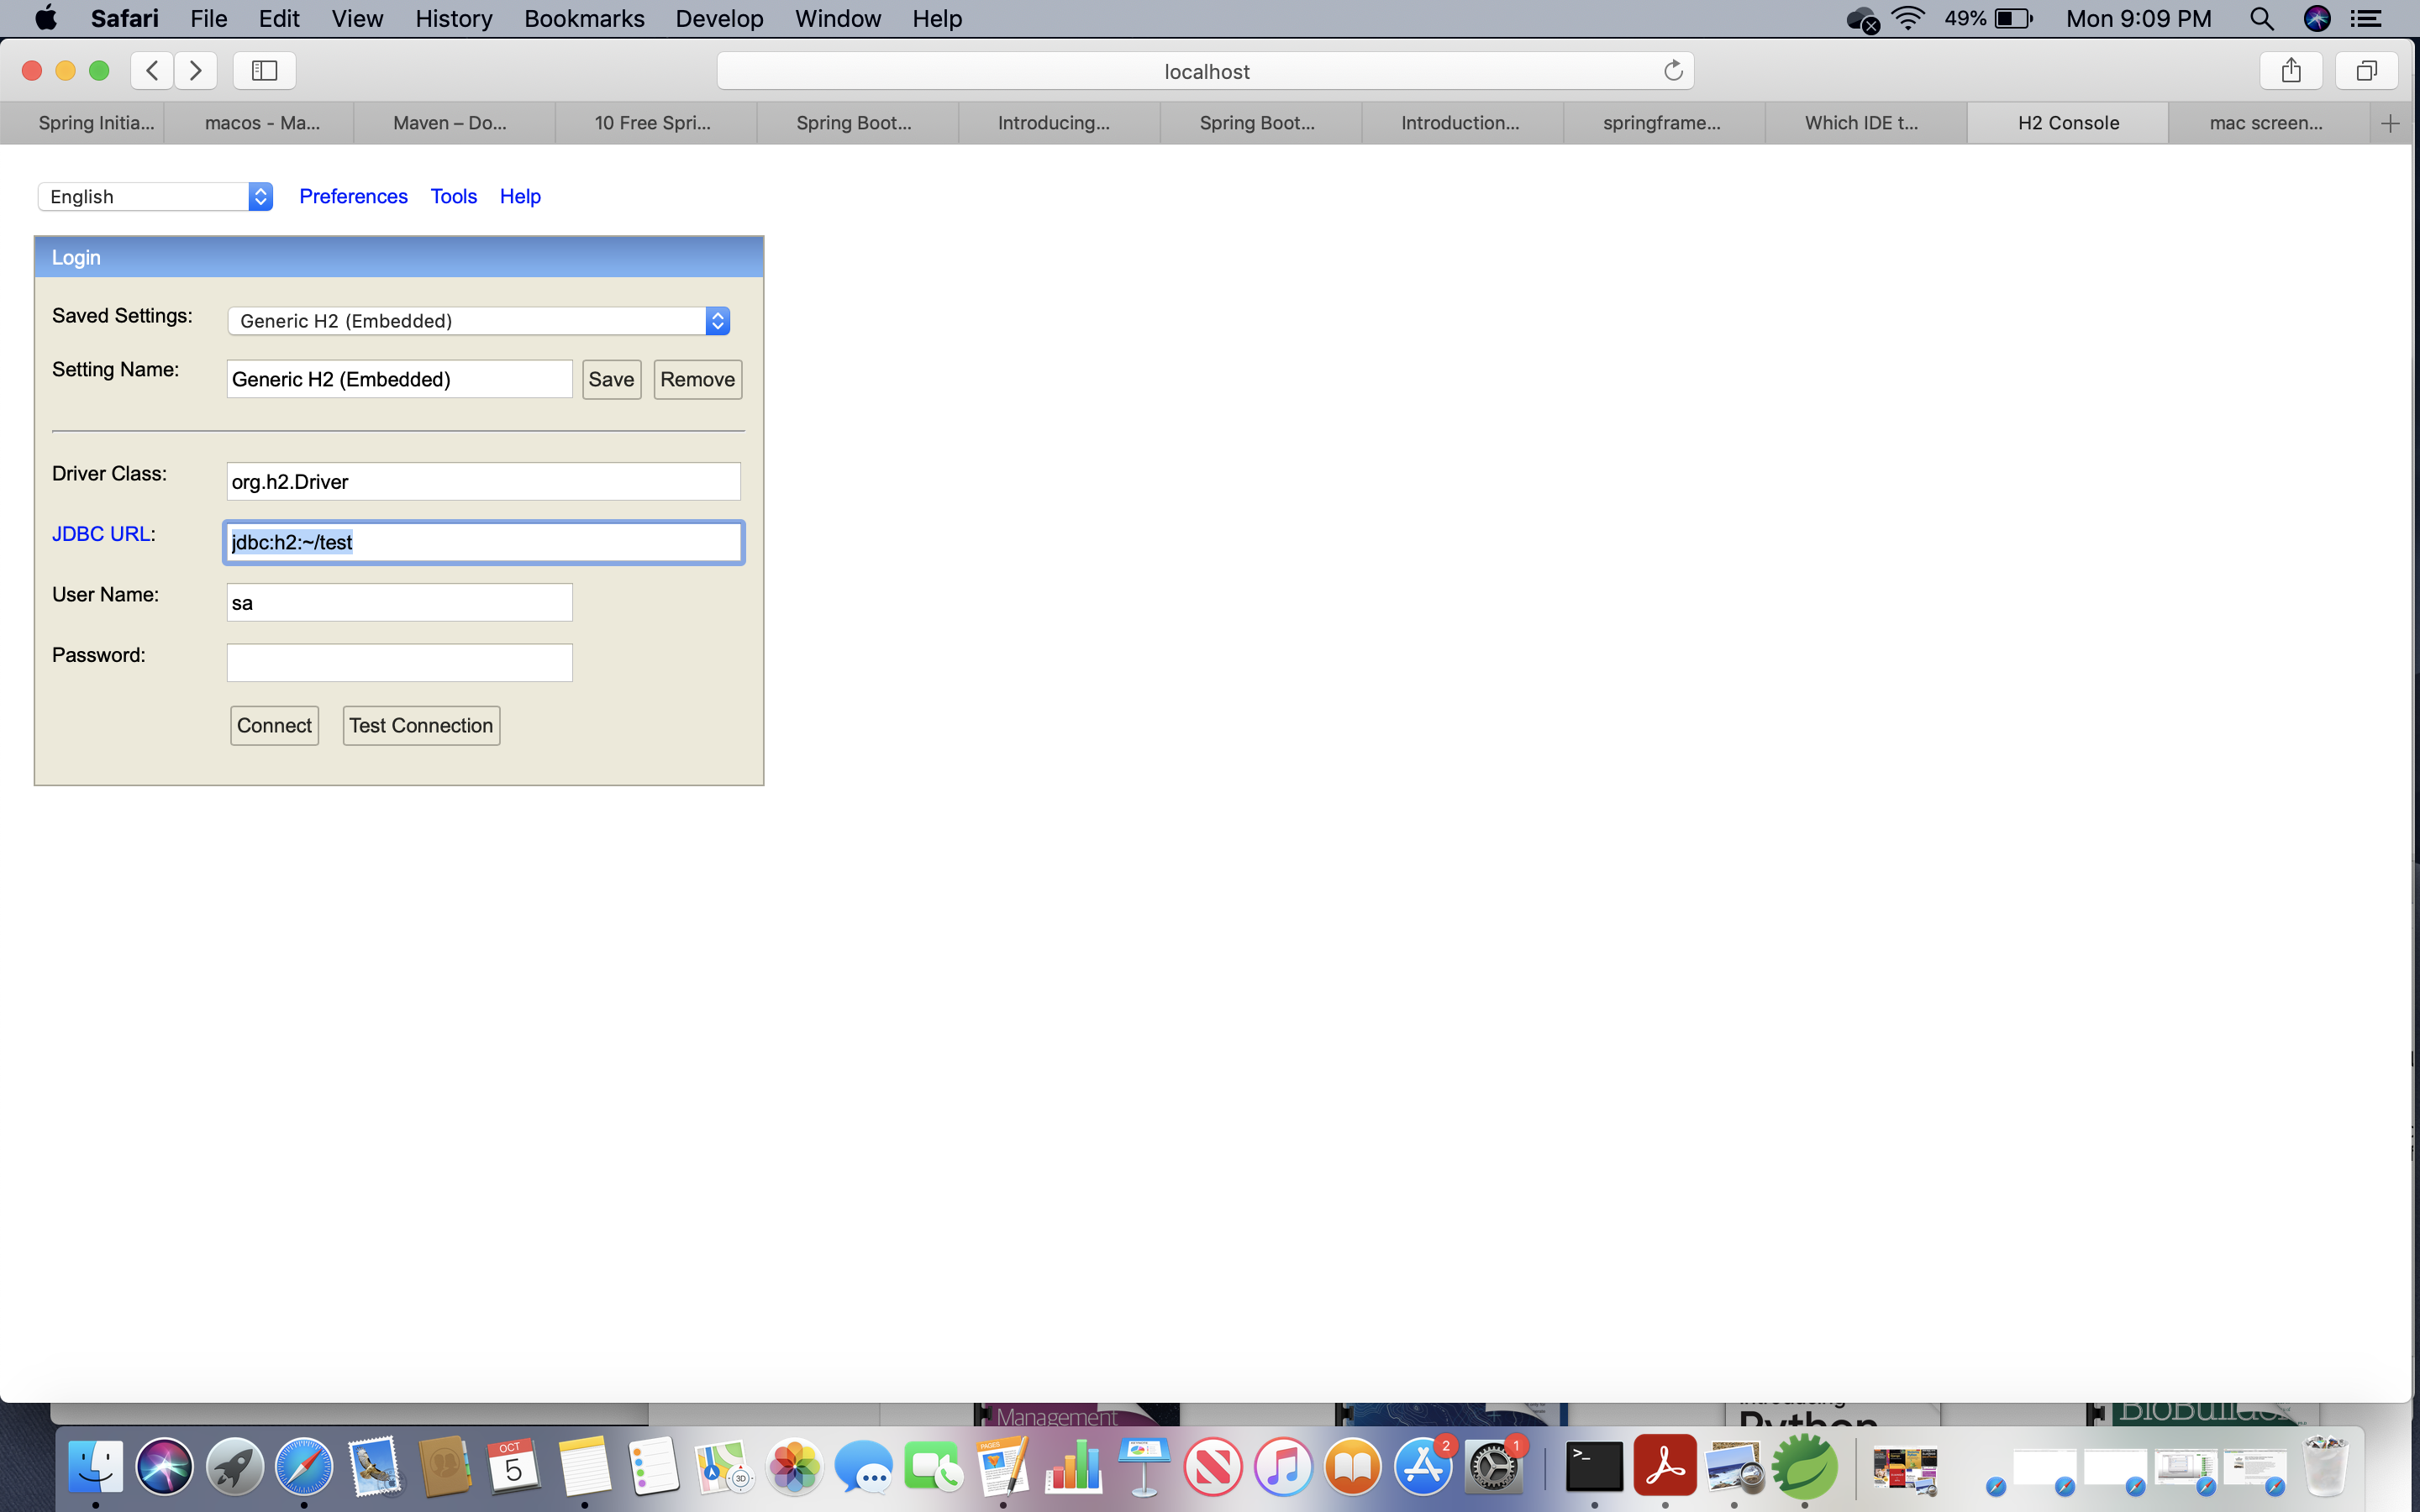 Safari File Edit View History Bookmarks Develop Window Help 49% Mon 9:09 PM
localhost
Spring Initia... macos - Ma... Maven – Do... 10 Free Spri... Spring Boot... Introducing... Spring Boot... Introduction... springframe... Which IDE t... H2 Console mac screen...
English Preferences Tools Help
Login
Saved Settings: Generic H2 (Embedded)
Setting Name: Generic H2 (Embedded) Save Remove
Driver Class: org.h2.Driver
JDBC URL: jdbc:h2:~/test
User Name: sa
Password:
Connect Test Connection
Management Python BioBuilder
OCT 5 3D PAGES 2 1 >_